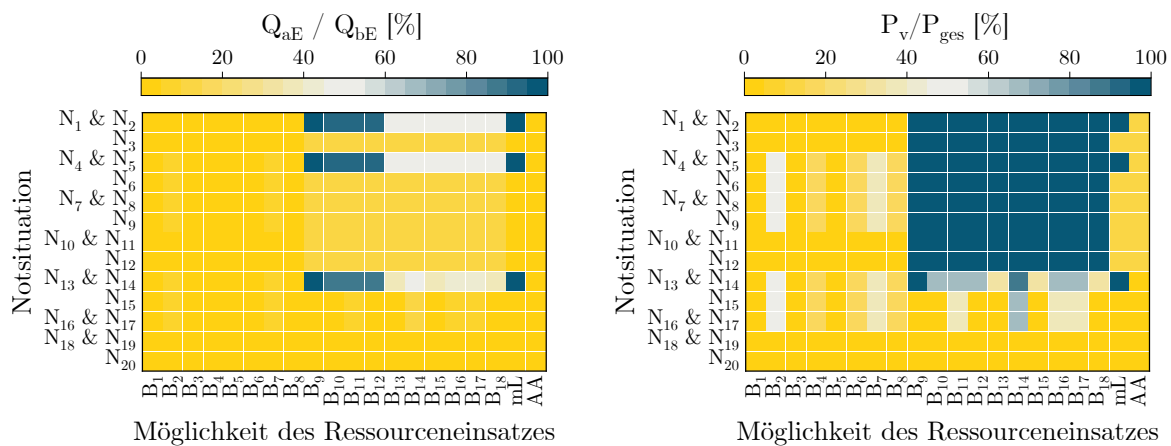 Q_aE / Q_bE [%]
0 20 40 60 80 100
Notsituation
N_1 & N_2
N_3
N_4 & N_5
N_6
N_7 & N_8
N_9
N_10 & N_11
N_12
N_13 & N_14
N_15
N_16 & N_17
N_18 & N_19
N_20
B_1 B_2 B_3 B_4 B_5 B_6 B_7 B_8 B_9 B_10 B_11 B_12 B_13 B_14 B_15 B_16 B_17 B_18 mL AA
Möglichkeit des Ressourceneinsatzes
P_v/P_ges [%]
0 20 40 60 80 100
Notsituation
N_1 & N_2
N_3
N_4 & N_5
N_6
N_7 & N_8
N_9
N_10 & N_11
N_12
N_13 & N_14
N_15
N_16 & N_17
N_18 & N_19
N_20
B_1 B_2 B_3 B_4 B_5 B_6 B_7 B_8 B_9 B_10 B_11 B_12 B_13 B_14 B_15 B_16 B_17 B_18 mL AA
Möglichkeit des Ressourceneinsatzes